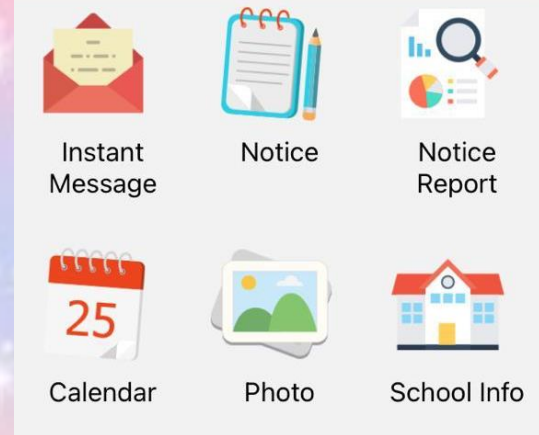 Instant
Message
Notice
Notice
Report
25
Calendar
Photo
School Info